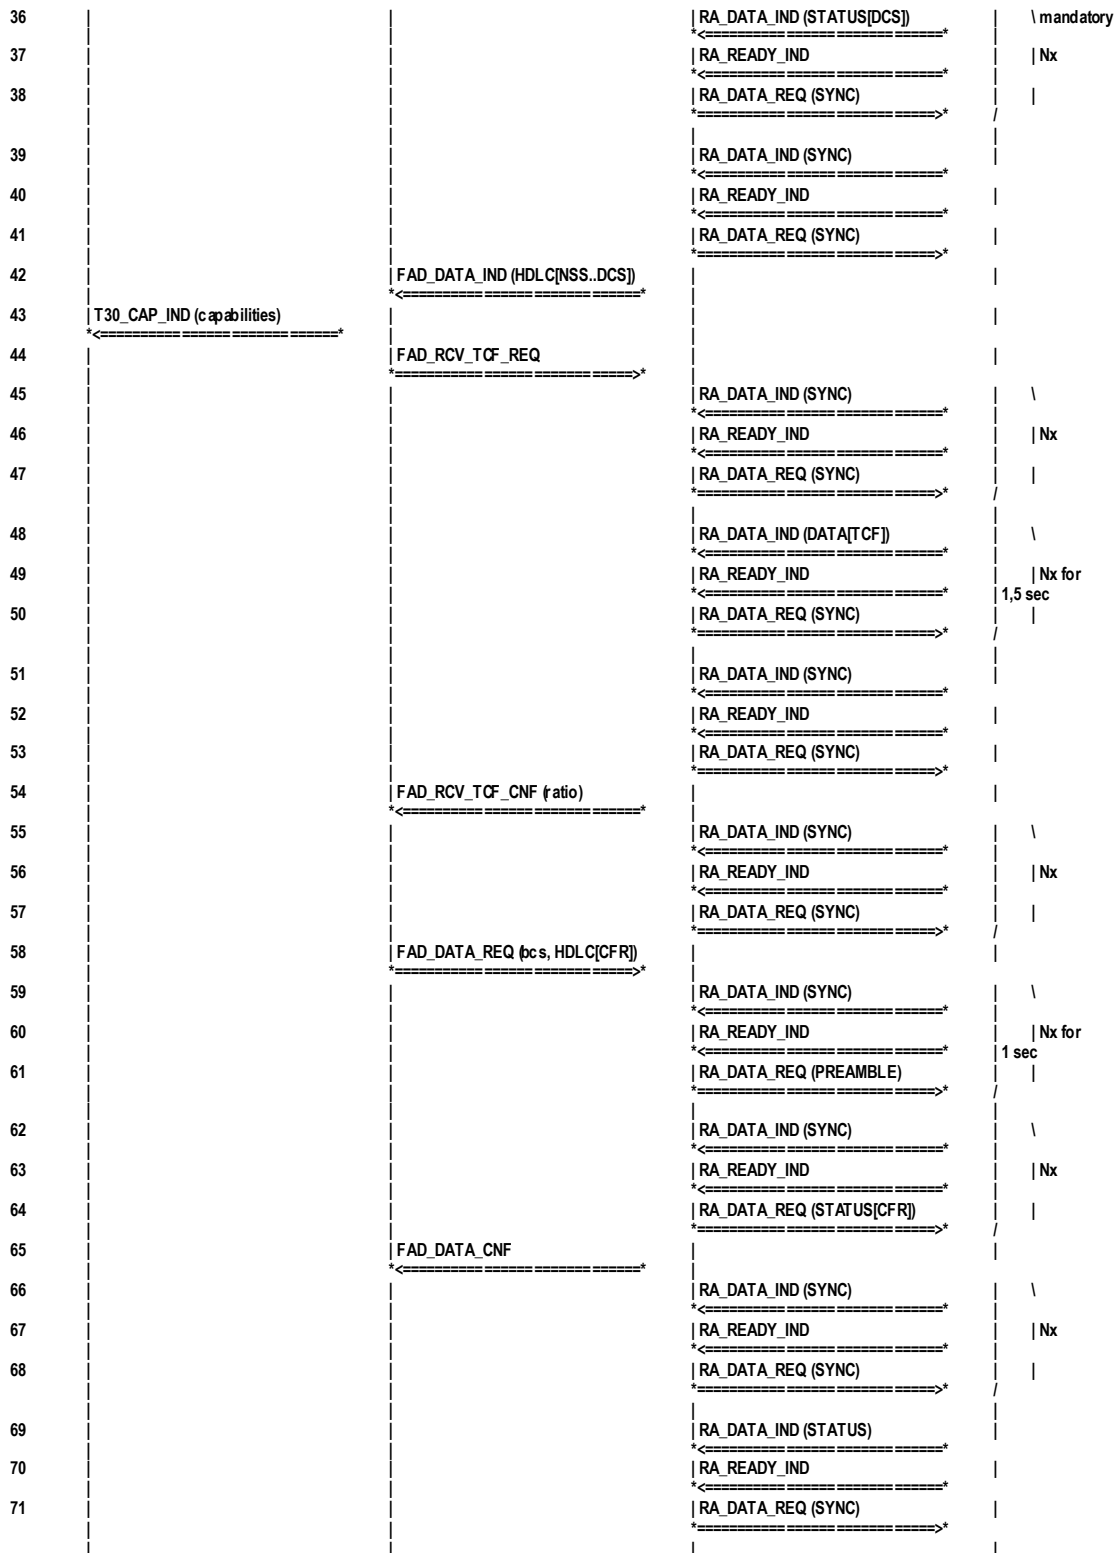 36 RA_DATA_IND (STATUS[DCS]) \ mandatory
37 RA_READY_IND | Nx
38 RA_DATA_REQ (SYNC) |
/
39 RA_DATA_IND (SYNC)
40 RA_READY_IND
41 RA_DATA_REQ (SYNC)
42 FAD_DATA_IND (HDLC[NSS..DCS])
43 T30_CAP_IND (capabilities)
44 FAD_RCV_TCF_REQ
45 RA_DATA_IND (SYNC) \
46 RA_READY_IND | Nx
47 RA_DATA_REQ (SYNC) |
/
48 RA_DATA_IND (DATA[TCF]) \
49 RA_READY_IND | Nx for
1,5 sec
50 RA_DATA_REQ (SYNC) |
/
51 RA_DATA_IND (SYNC)
52 RA_READY_IND
53 RA_DATA_REQ (SYNC)
54 FAD_RCV_TCF_CNF (ratio)
55 RA_DATA_IND (SYNC) \
56 RA_READY_IND | Nx
57 RA_DATA_REQ (SYNC) |
/
58 FAD_DATA_REQ (bcs, HDLC[CFR])
59 RA_DATA_IND (SYNC) \
60 RA_READY_IND | Nx for
1 sec
61 RA_DATA_REQ (PREAMBLE) |
/
62 RA_DATA_IND (SYNC) \
63 RA_READY_IND | Nx
64 RA_DATA_REQ (STATUS[CFR]) |
/
65 FAD_DATA_CNF
66 RA_DATA_IND (SYNC) \
67 RA_READY_IND | Nx
68 RA_DATA_REQ (SYNC) |
/
69 RA_DATA_IND (STATUS)
70 RA_READY_IND
71 RA_DATA_REQ (SYNC)